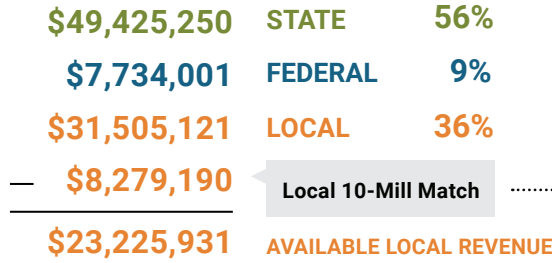 $49,425,250 STATE 56%
$7,734,001 FEDERAL 9%
$31,505,121 LOCAL 36%
— $8,279,190 Local 10-Mill Match ..........
$23,225,931 AVAILABLE LOCAL REVENUE